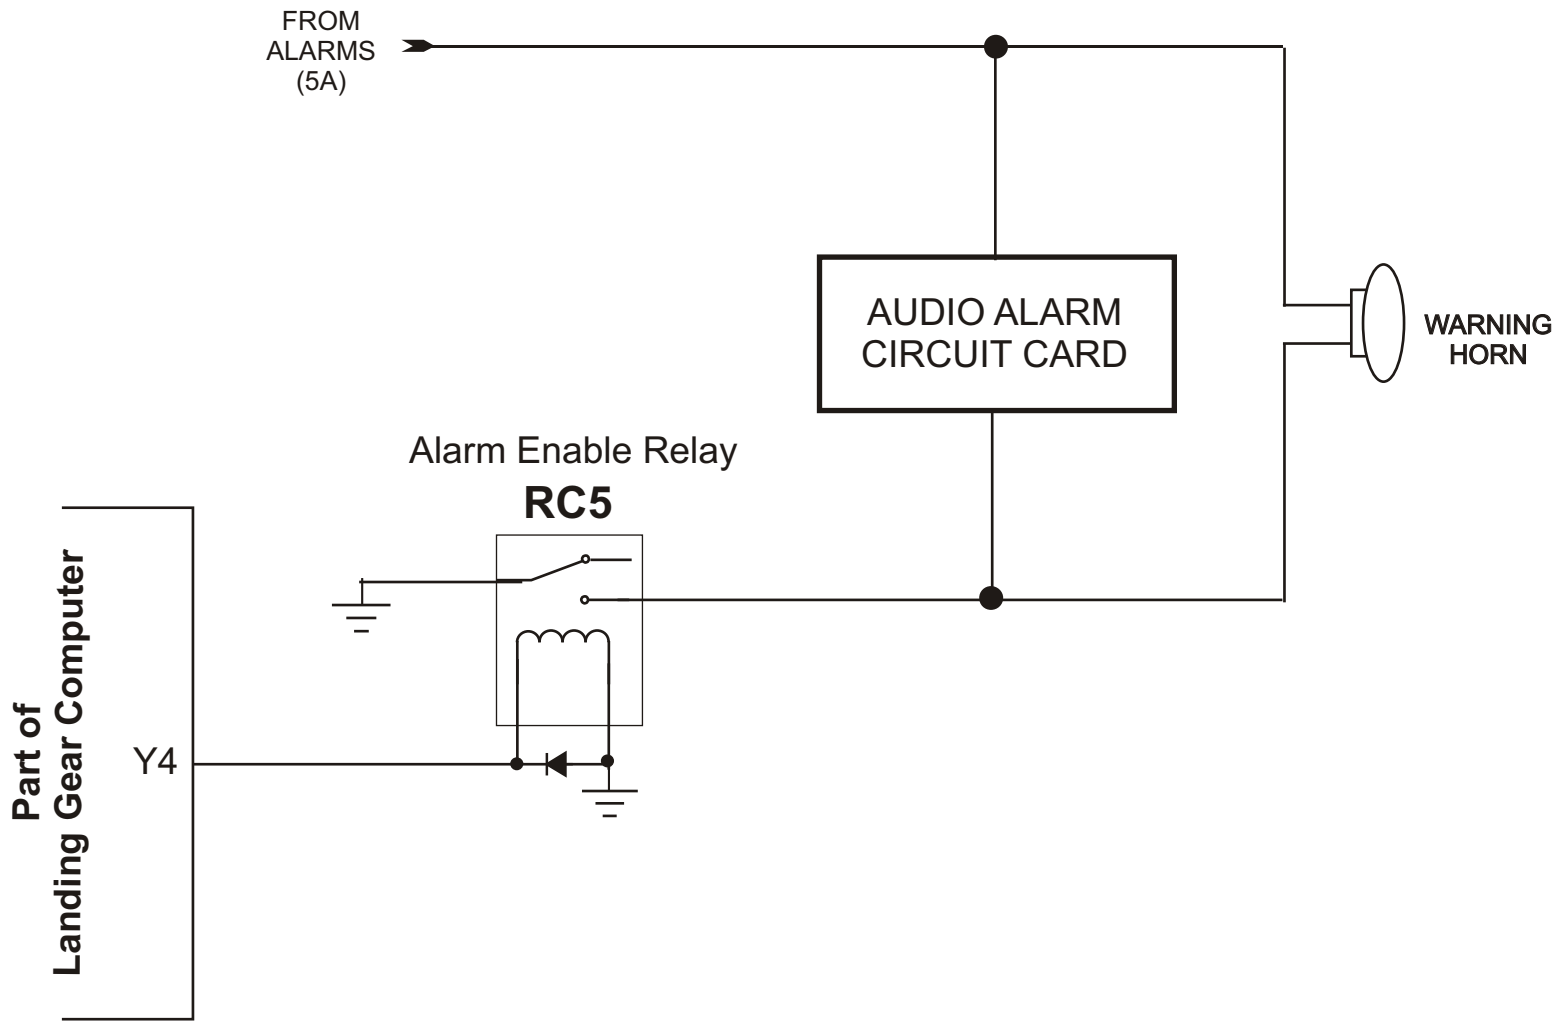 FROM
ALARMS
(5A)
AUDIO ALARM
CIRCUIT CARD
WARNING
HORN
Alarm Enable Relay
RC5
Part of
Landing Gear Computer
Y4